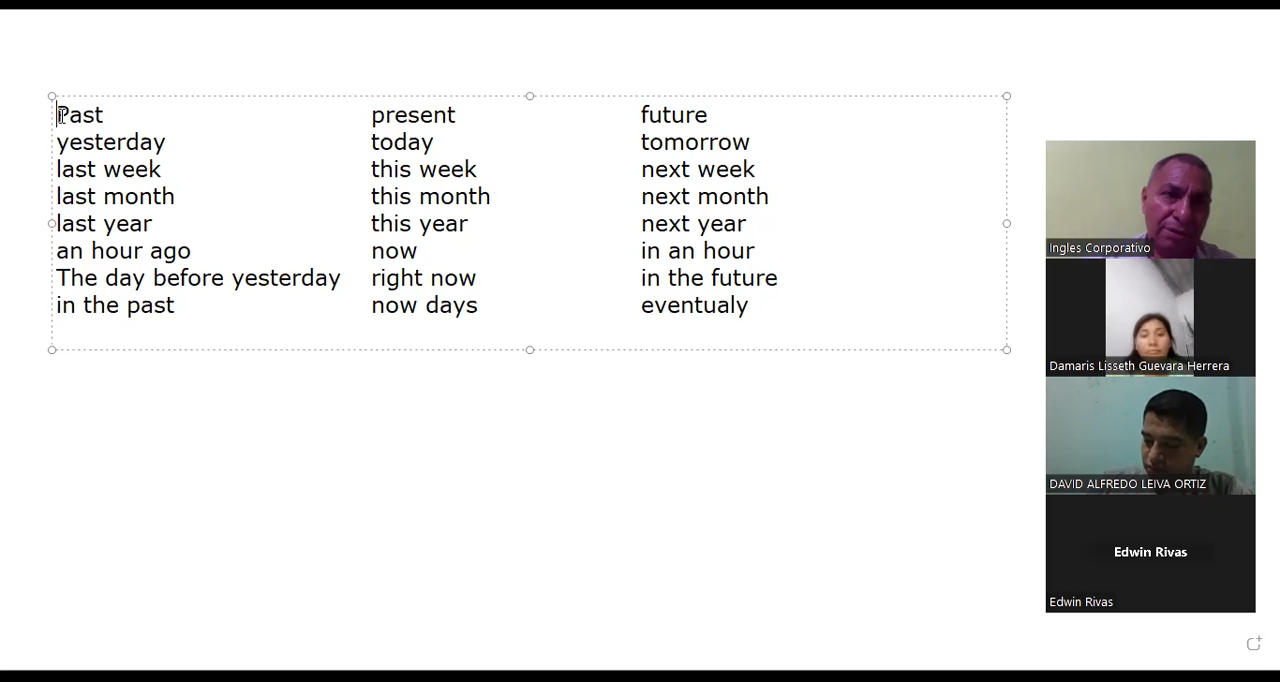 Past present future
yesterday today tomorrow
last week this week next week
last month this month next month
last year this year next year
an hour ago now in an hour
The day before yesterday right now in the future
in the past now days eventualy
Ingles Corporativo
Damaris Lisseth Guevara Herrera
DAVID ALFREDO LEIVA ORTIZ
Edwin Rivas
Edwin Rivas